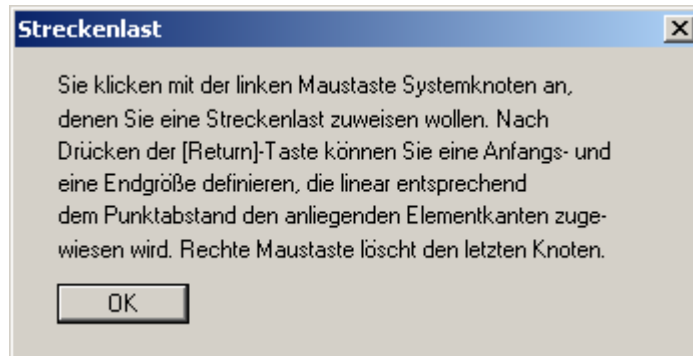 Streckenlast
Sie klicken mit der linken Maustaste Systemknoten an,
denen Sie eine Streckenlast zuweisen wollen. Nach
Drücken der [Return]-Taste können Sie eine Anfangs- und
eine Endgröße definieren, die linear entsprechend
dem Punktabstand den anliegenden Elementkanten zuge-
wiesen wird. Rechte Maustaste löscht den letzten Knoten.
OK